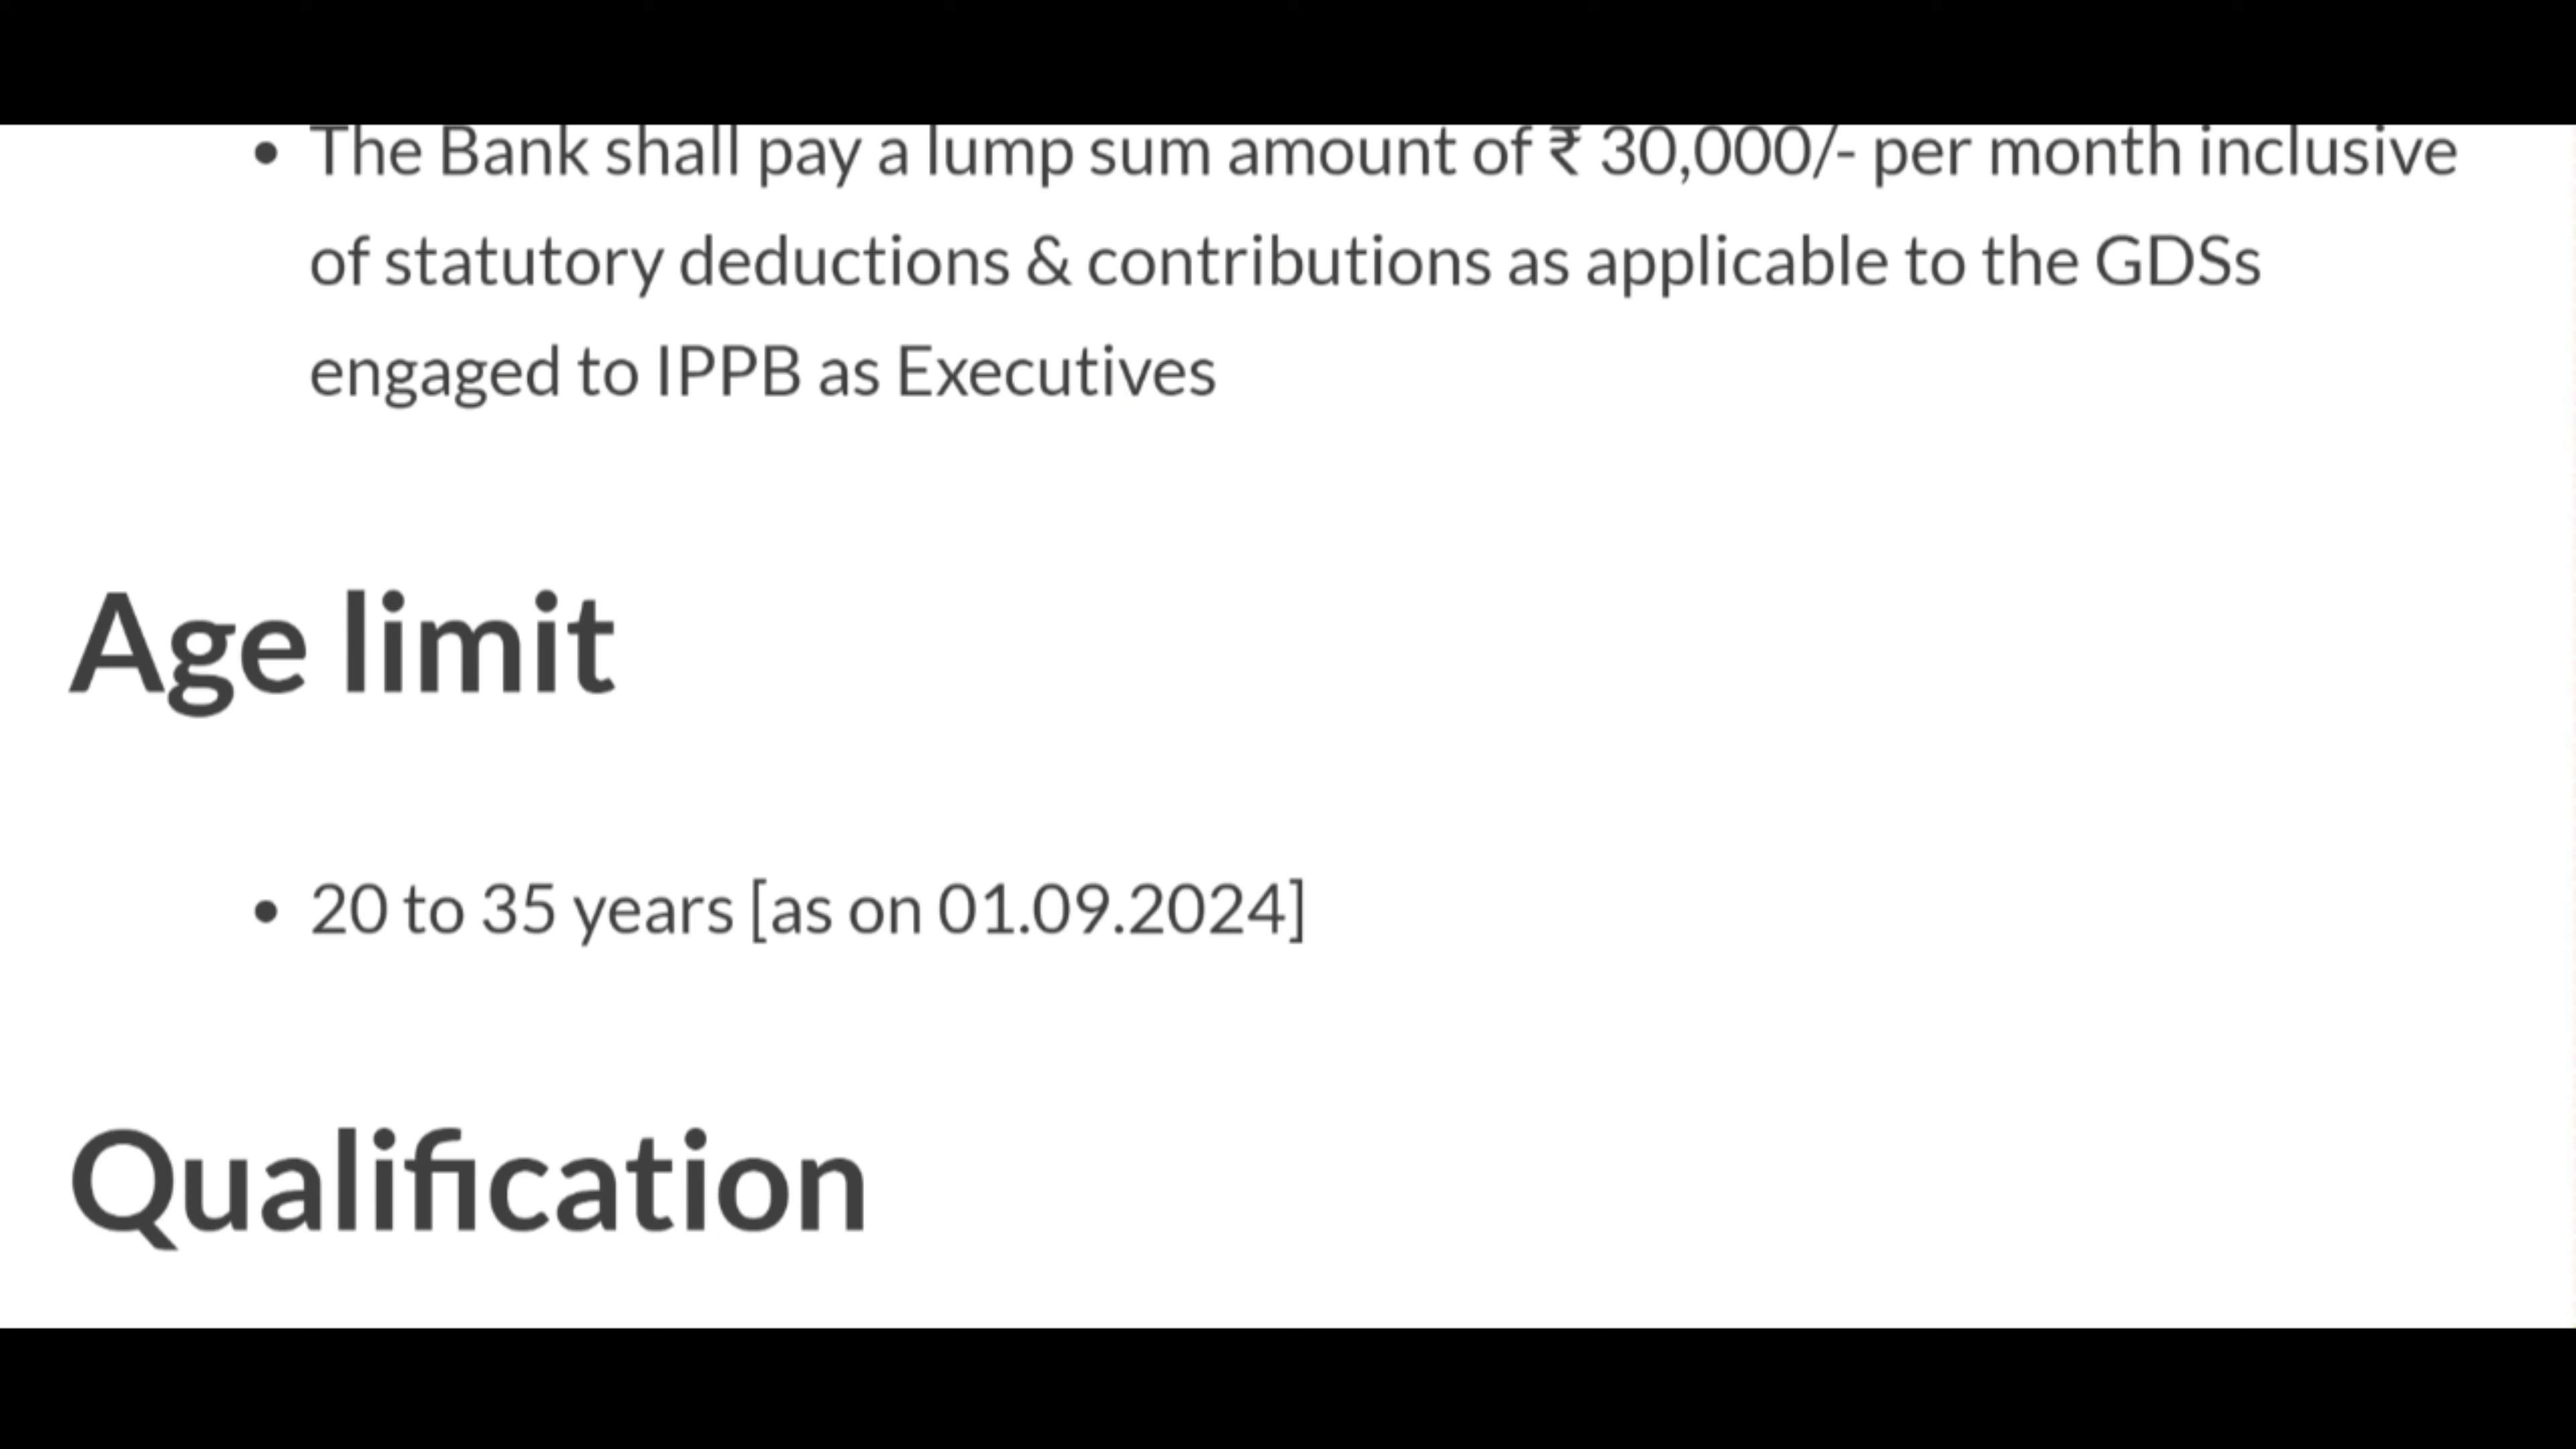 • The Bank shall pay a lump sum amount of ₹ 30,000/- per month inclusive
of statutory deductions & contributions as applicable to the GDSs
engaged to IPPB as Executives
Age limit
• 20 to 35 years [as on 01.09.2024]
Qualification